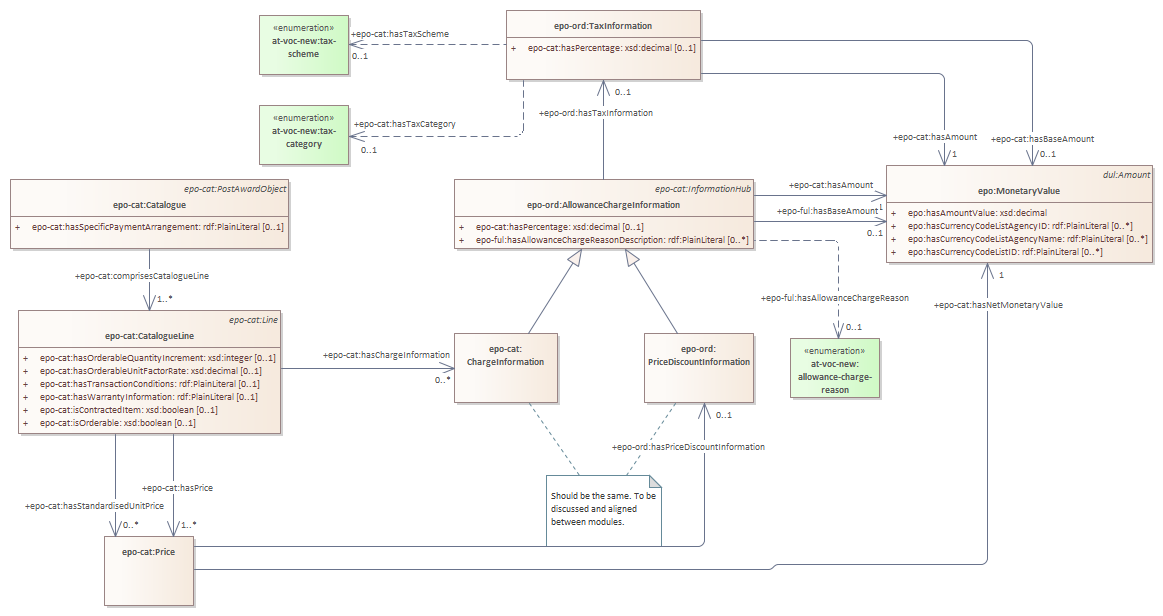 «enumeration»
at-voc-new:tax-
scheme
+epo-cat:hasTaxScheme
0..1
epo-ord:TaxInformation
+ epo-cat:hasPercentage: xsd:decimal [0..1]
«enumeration»
at-voc-new:tax-
category
+epo-cat:hasTaxCategory
0..1
0..1
+epo-ord:hasTaxInformation
+epo-cat:hasAmount
1
+epo-cat:hasBaseAmount
0..1
epo-cat:PostAwardObject
epo-cat:Catalogue
+ epo-cat:hasSpecificPaymentArrangement: rdf:PlainLiteral [0..1]
epo-cat:InformationHub
epo-ord:AllowanceChargeInformation
+ epo-cat:hasPercentage: xsd:decimal [0..1]
+ epo-ful:hasAllowanceChargeReasonDescription: rdf:PlainLiteral [0..*]
+epo-cat:hasAmount
1
+epo-ful:hasBaseAmount
0..1
dul:Amount
epo:MonetaryValue
+ epo:hasAmountValue: xsd:decimal
+ epo:hasCurrencyCodeListAgencyID: rdf:PlainLiteral [0..*]
+ epo:hasCurrencyCodeListAgencyName: rdf:PlainLiteral [0..*]
+ epo:hasCurrencyCodeListID: rdf:PlainLiteral [0..*]
+epo-cat:comprisesCatalogueLine
1..*
+epo-ful:hasAllowanceChargeReason
0..1
1
+epo-cat:hasNetMonetaryValue
epo-cat:Line
epo-cat:CatalogueLine
+ epo-cat:hasOrderableQuantityIncrement: xsd:integer [0..1]
+ epo-cat:hasOrderableUnitFactorRate: xsd:decimal [0..1]
+ epo-cat:hasTransactionConditions: rdf:PlainLiteral [0..1]
+ epo-cat:hasWarrantyInformation: rdf:PlainLiteral [0..*]
+ epo-cat:isContractedItem: xsd:boolean [0..1]
+ epo-cat:isOrderable: xsd:boolean [0..1]
+epo-cat:hasChargeInformation
0..*
epo-cat:
ChargeInformation
epo-ord:
PriceDiscountInformation
«enumeration»
at-voc-new:
allowance-charge-
reason
0..1
+epo-ord:hasPriceDiscountInformation
Should be the same. To be
discussed and aligned
between modules.
+epo-cat:hasPrice
1..*
+epo-cat:hasStandardisedUnitPrice
0..*
epo-cat:Price